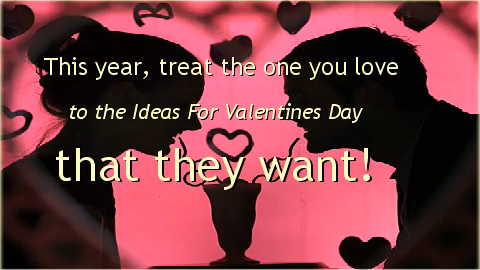 This year, treat the one you love
to the Ideas For Valentines Day
that they want!